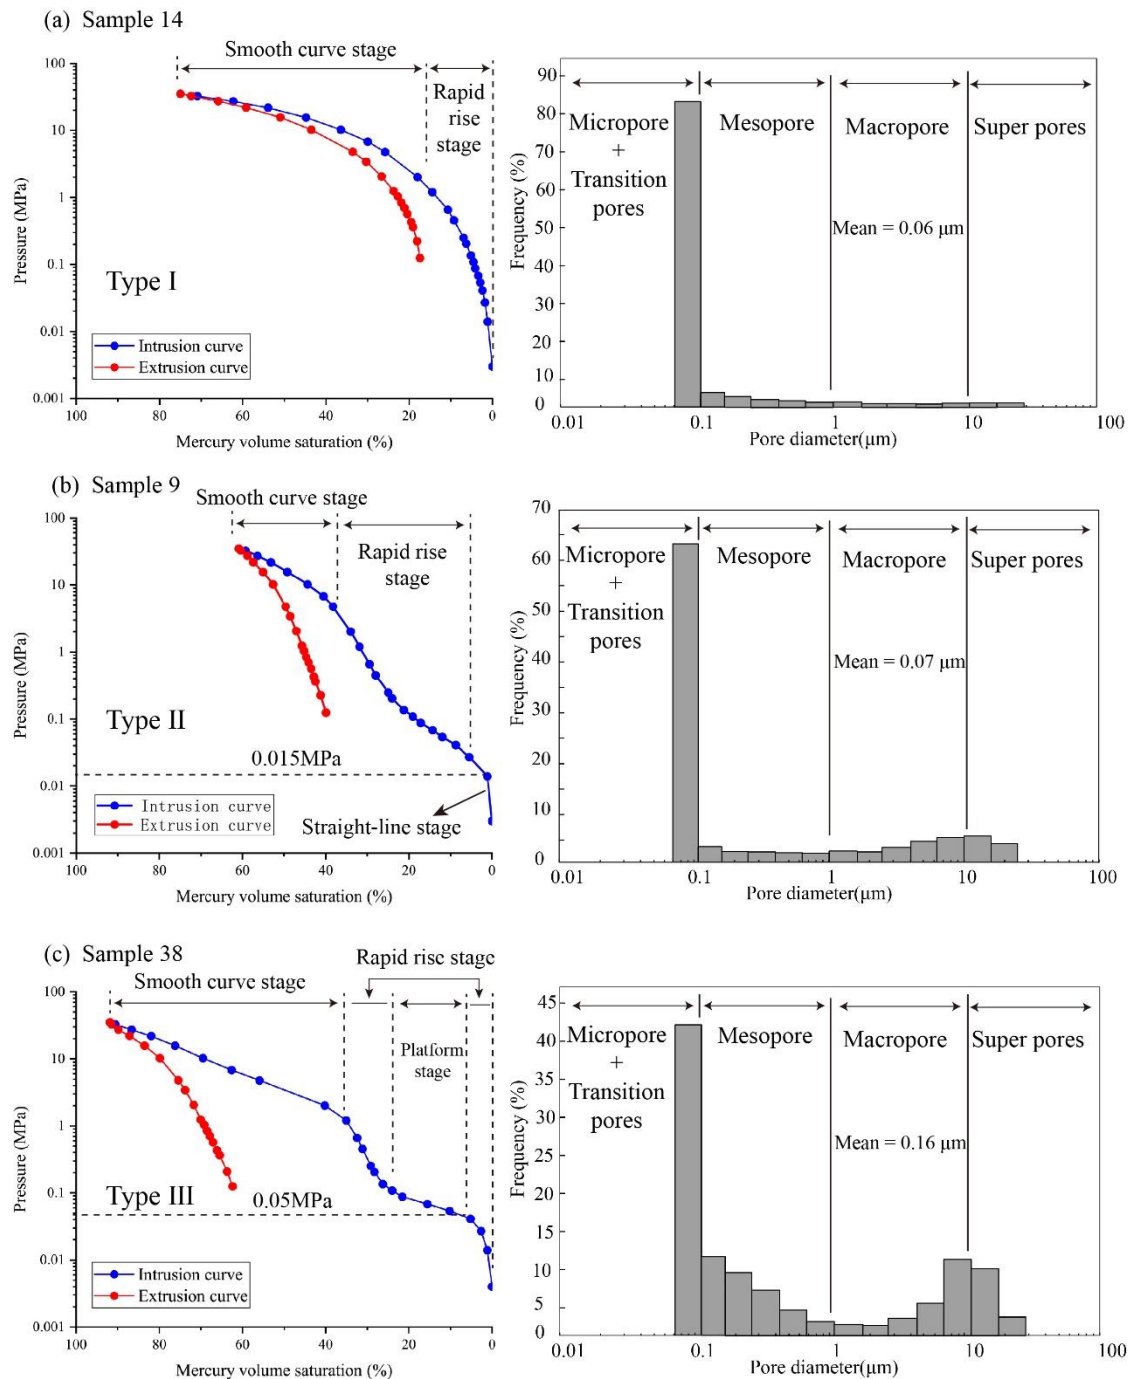 (a) Sample 14
Smooth curve stage
Rapid
rise
stage
100
10
1
0.1
0.01
0.001
Pressure (MPa)
Type I
Intrusion curve
Extrusion curve
100
80
60
40
20
0
Mercury volume saturation (%)
90
80
70
60
50
40
30
20
10
0
Frequency (%)
Micropore
+
Transition
pores
Mesopore
Macropore
Super pores
Mean = 0.06 μm
0.01
0.1
1
10
100
Pore diameter(μm)
(b) Sample 9
Smooth curve stage
Rapid rise
stage
100
10
1
0.1
0.01
0.001
Pressure (MPa)
Type II
0.015MPa
Intrusion curve
Extrusion curve
Straight-line stage
100
80
60
40
20
0
Mercury volume saturation (%)
70
60
50
40
30
20
10
0
Frequency (%)
Micropore
+
Transition
pores
Mesopore
Macropore
Super pores
Mean = 0.07 μm
0.01
0.1
1
10
100
Pore diameter(μm)
(c) Sample 38
Rapid rise stage
Smooth curve stage
Platform
stage
100
10
1
0.1
0.01
0.001
Pressure (MPa)
Type III
0.05MPa
Intrusion curve
Extrusion curve
100
80
60
40
20
0
Mercury volume saturation (%)
45
40
35
30
25
20
15
10
5
0
Frequency (%)
Micropore
+
Transition
pores
Mesopore
Macropore
Super pores
Mean = 0.16 μm
0.01
0.1
1
10
100
Pore diameter(μm)